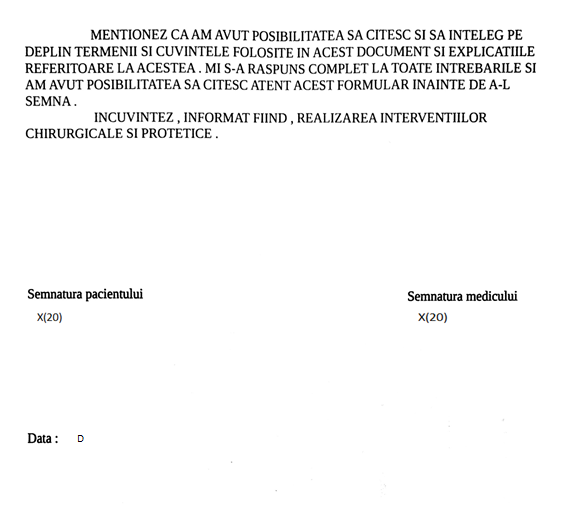 MENTIONEZ CA AM AVUT POSIBILITATEA SA CITESC SI SA INTELEG PE
DEPLIN TERMENII SI CUVINTELE FOLOSITE IN ACEST DOCUMENT SI EXPLICATIILE
REFERITOARE LA ACESTEA . MI S-A RASPUNS COMPLET LA TOATE INTREBARILE SI
AM AVUT POSIBILITATEA SA CITESC ATENT ACEST FORMULAR INAINTE DE A-L
SEMNA .
INCUVINTEZ , INFORMAT FIIND , REALIZAREA INTERVENTIILOR
CHIRURGICALE SI PROTETICE .
Semnatura pacientului
Semnatura medicului
X(20)
X(20)
Data : D